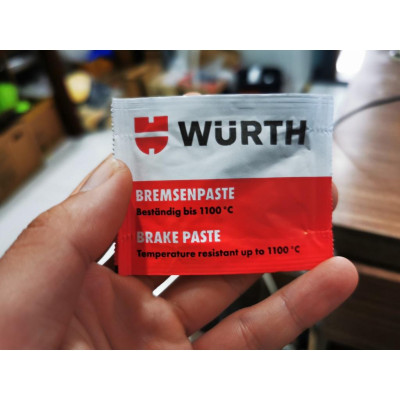 WÜRTH
BREMSENPASTE
Beständig bis 1100 °C
BRAKE PASTE
Temperature resistant up to 1100 °C